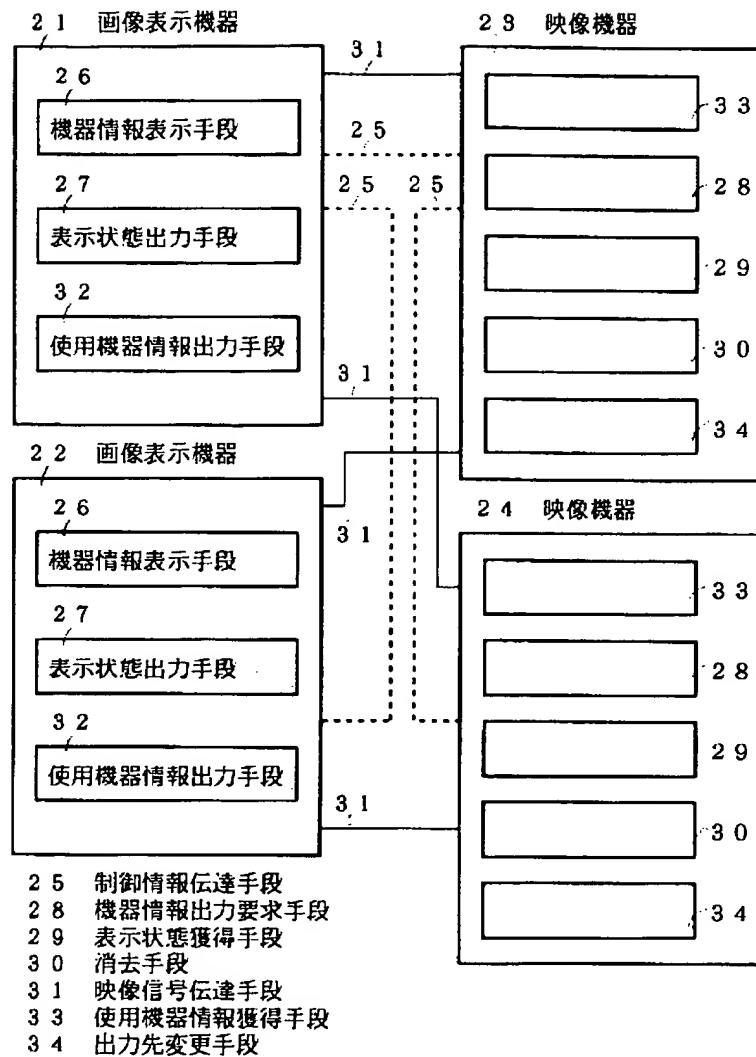 ２１ 画像表示機器
２６
機器情報表示手段
２７
表示状態出力手段
３２
使用機器情報出力手段
２２ 画像表示機器
２６
機器情報表示手段
２７
表示状態出力手段
３２
使用機器情報出力手段
３１
２５
２５
２５
３１
３１
３１
２３ 映像機器
３３
２８
２９
３０
３４
２４ 映像機器
３３
２８
２９
３０
３４
２５ 制御情報伝達手段
２８ 機器情報出力要求手段
２９ 表示状態獲得手段
３０ 消去手段
３１ 映像信号伝達手段
３３ 使用機器情報獲得手段
３４ 出力先変更手段